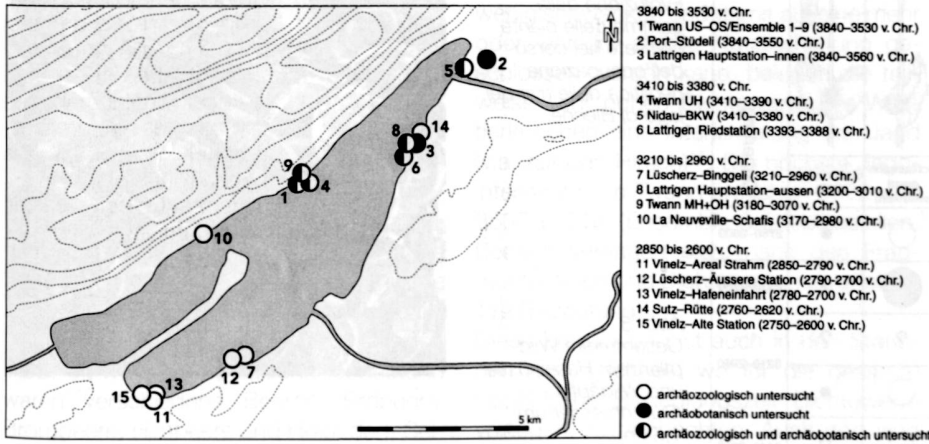 N
5
2
8
14
3
6
9
1
4
10
12
7
15
13
11
5 km
3840 bis 3530 v. Chr.
1 Twann US–OS/Ensemble 1–9 (3840–3530 v. Chr.)
2 Port–Stüdeli (3840–3550 v. Chr.)
3 Lattrigen Hauptstation–innen (3840–3560 v. Chr.)
3410 bis 3380 v. Chr.
4 Twann UH (3410–3390 v. Chr.)
5 Nidau–BKW (3410–3380 v. Chr.)
6 Lattrigen Riedstation (3393–3388 v. Chr.)
3210 bis 2960 v. Chr.
7 Lüscherz–Binggeli (3210–2960 v. Chr.)
8 Lattrigen Hauptstation–aussen (3200–3010 v. Chr.)
9 Twann MH+OH (3180–3070 v. Chr.)
10 La Neuveville–Schafis (3170–2980 v. Chr.)
2850 bis 2600 v. Chr.
11 Vinelz–Areal Strahm (2850–2790 v. Chr.)
12 Lüscherz–Äussere Station (2790-2700 v. Chr.)
13 Vinelz–Hafeneinfahrt (2780–2700 v. Chr.)
14 Sutz–Rütte (2760–2620 v. Chr.)
15 Vinelz–Alte Station (2750–2600 v. Chr.)
archäozoologisch untersucht
archäobotanisch untersucht
archäozoologisch und archäobotanisch untersucht